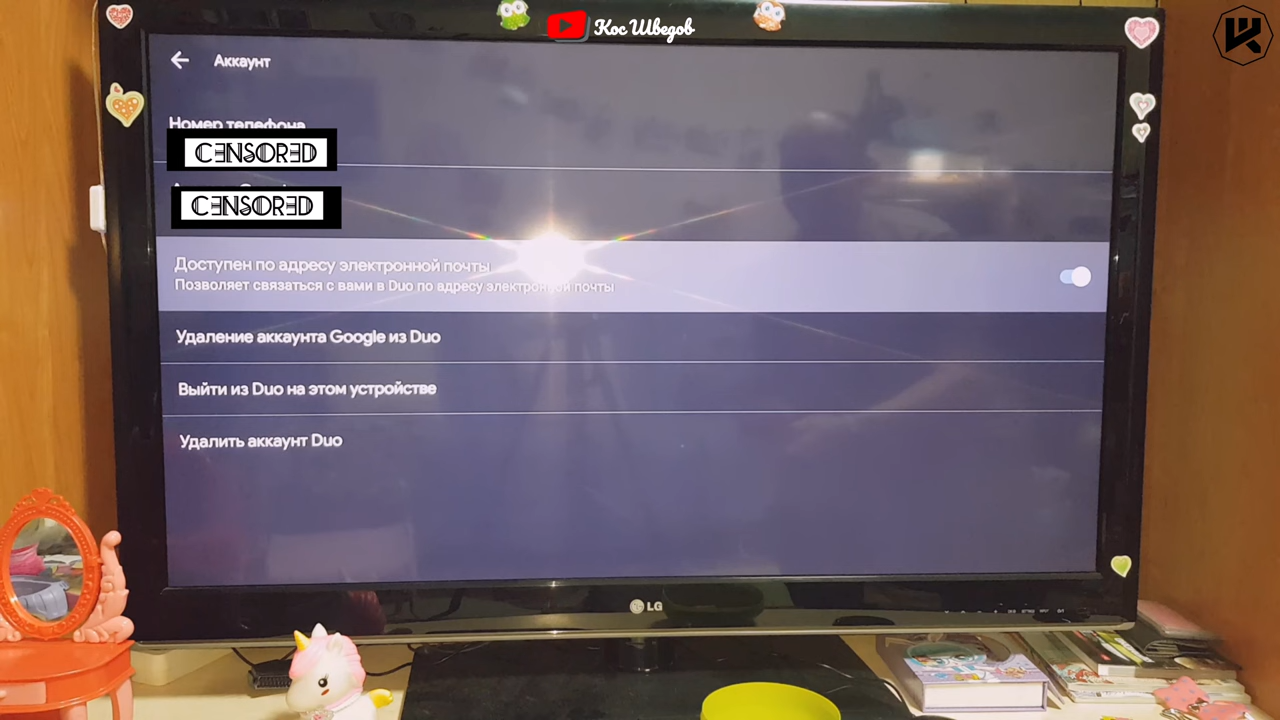 Кос Шведов
Аккаунт
Номер телефона
CENSORED
CENSORED
Доступен по адресу электронной почты
Позволяет связаться с вами в Duo по адресу электронной почты
Удаление аккаунта Google из Duo
Выйти из Duo на этом устройстве
Удалить аккаунт Duo
LG